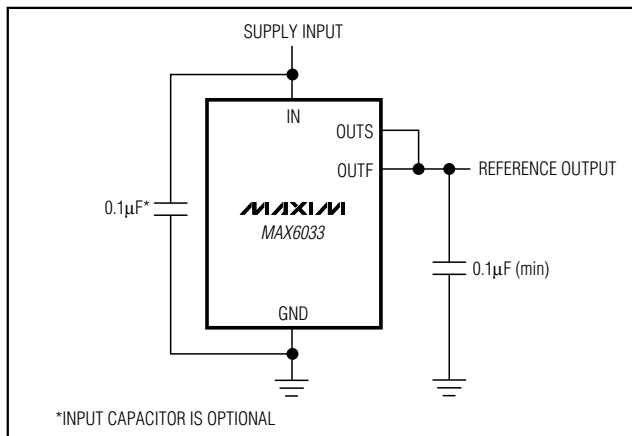 SUPPLY INPUT
IN
OUTS
OUTF
REFERENCE OUTPUT
0.1µF*
MAXIM
MAX6033
0.1µF (min)
GND
*INPUT CAPACITOR IS OPTIONAL